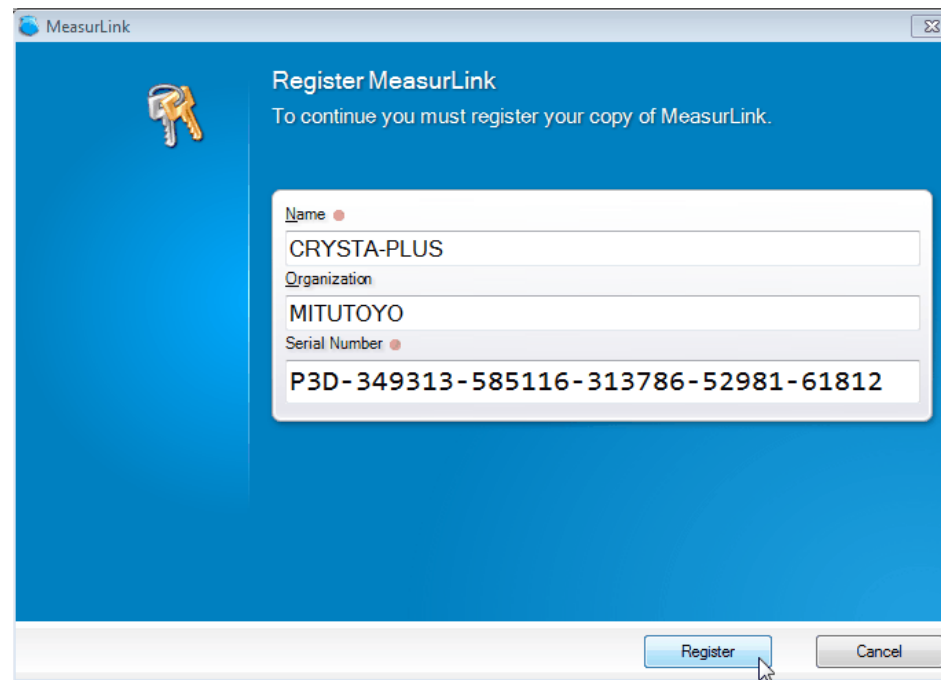 MeasurLink
Register MeasurLink
To continue you must register your copy of MeasurLink.
Name
CRYSTA-PLUS
Organization
MITUTOYO
Serial Number
P3D-349313-585116-313786-52981-61812
Register
Cancel